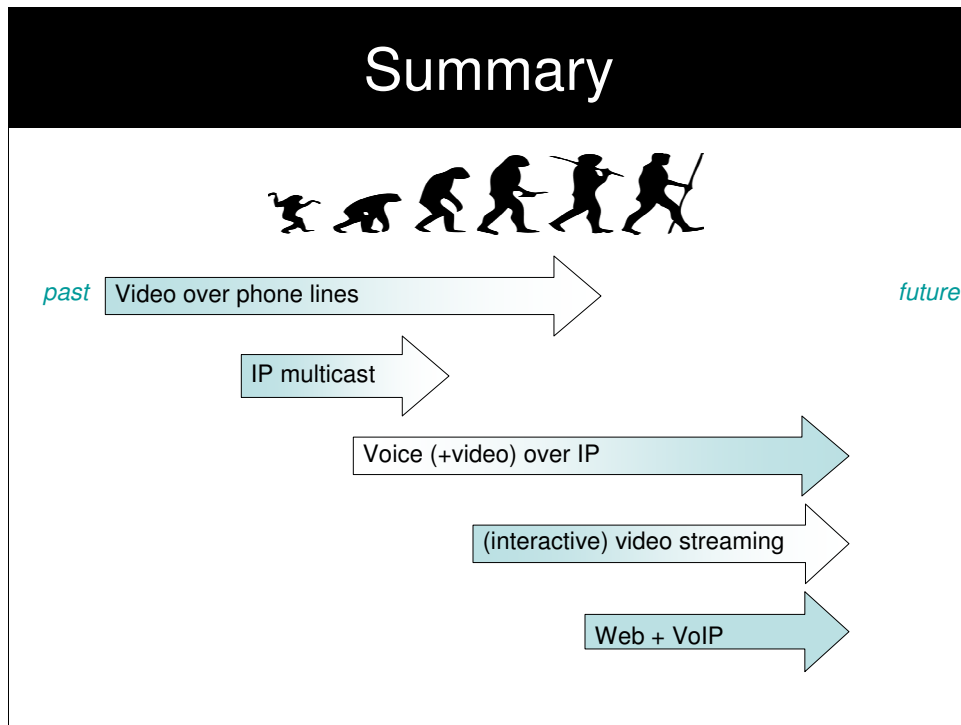 Summary
past
Video over phone lines
future
IP multicast
Voice (+video) over IP
(interactive) video streaming
Web + VoIP